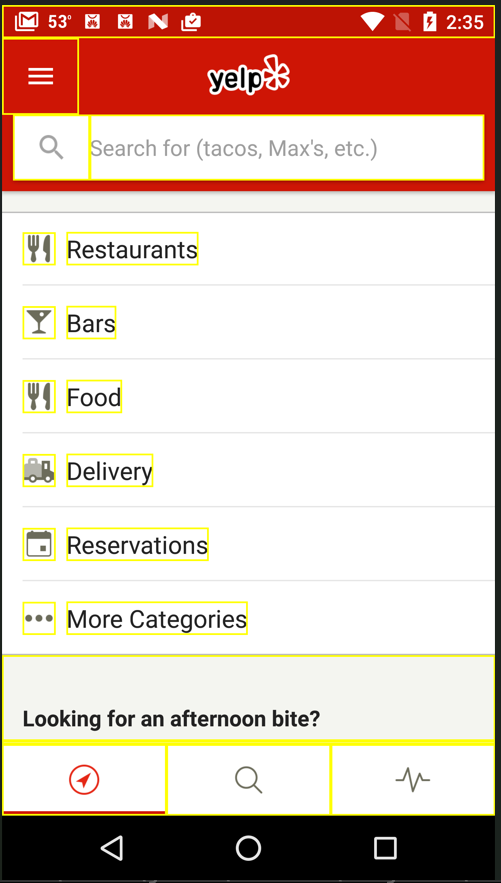 53° 2:35
yelp
Search for (tacos, Max's, etc.)
Restaurants
Bars
Food
Delivery
Reservations
More Categories
Looking for an afternoon bite?